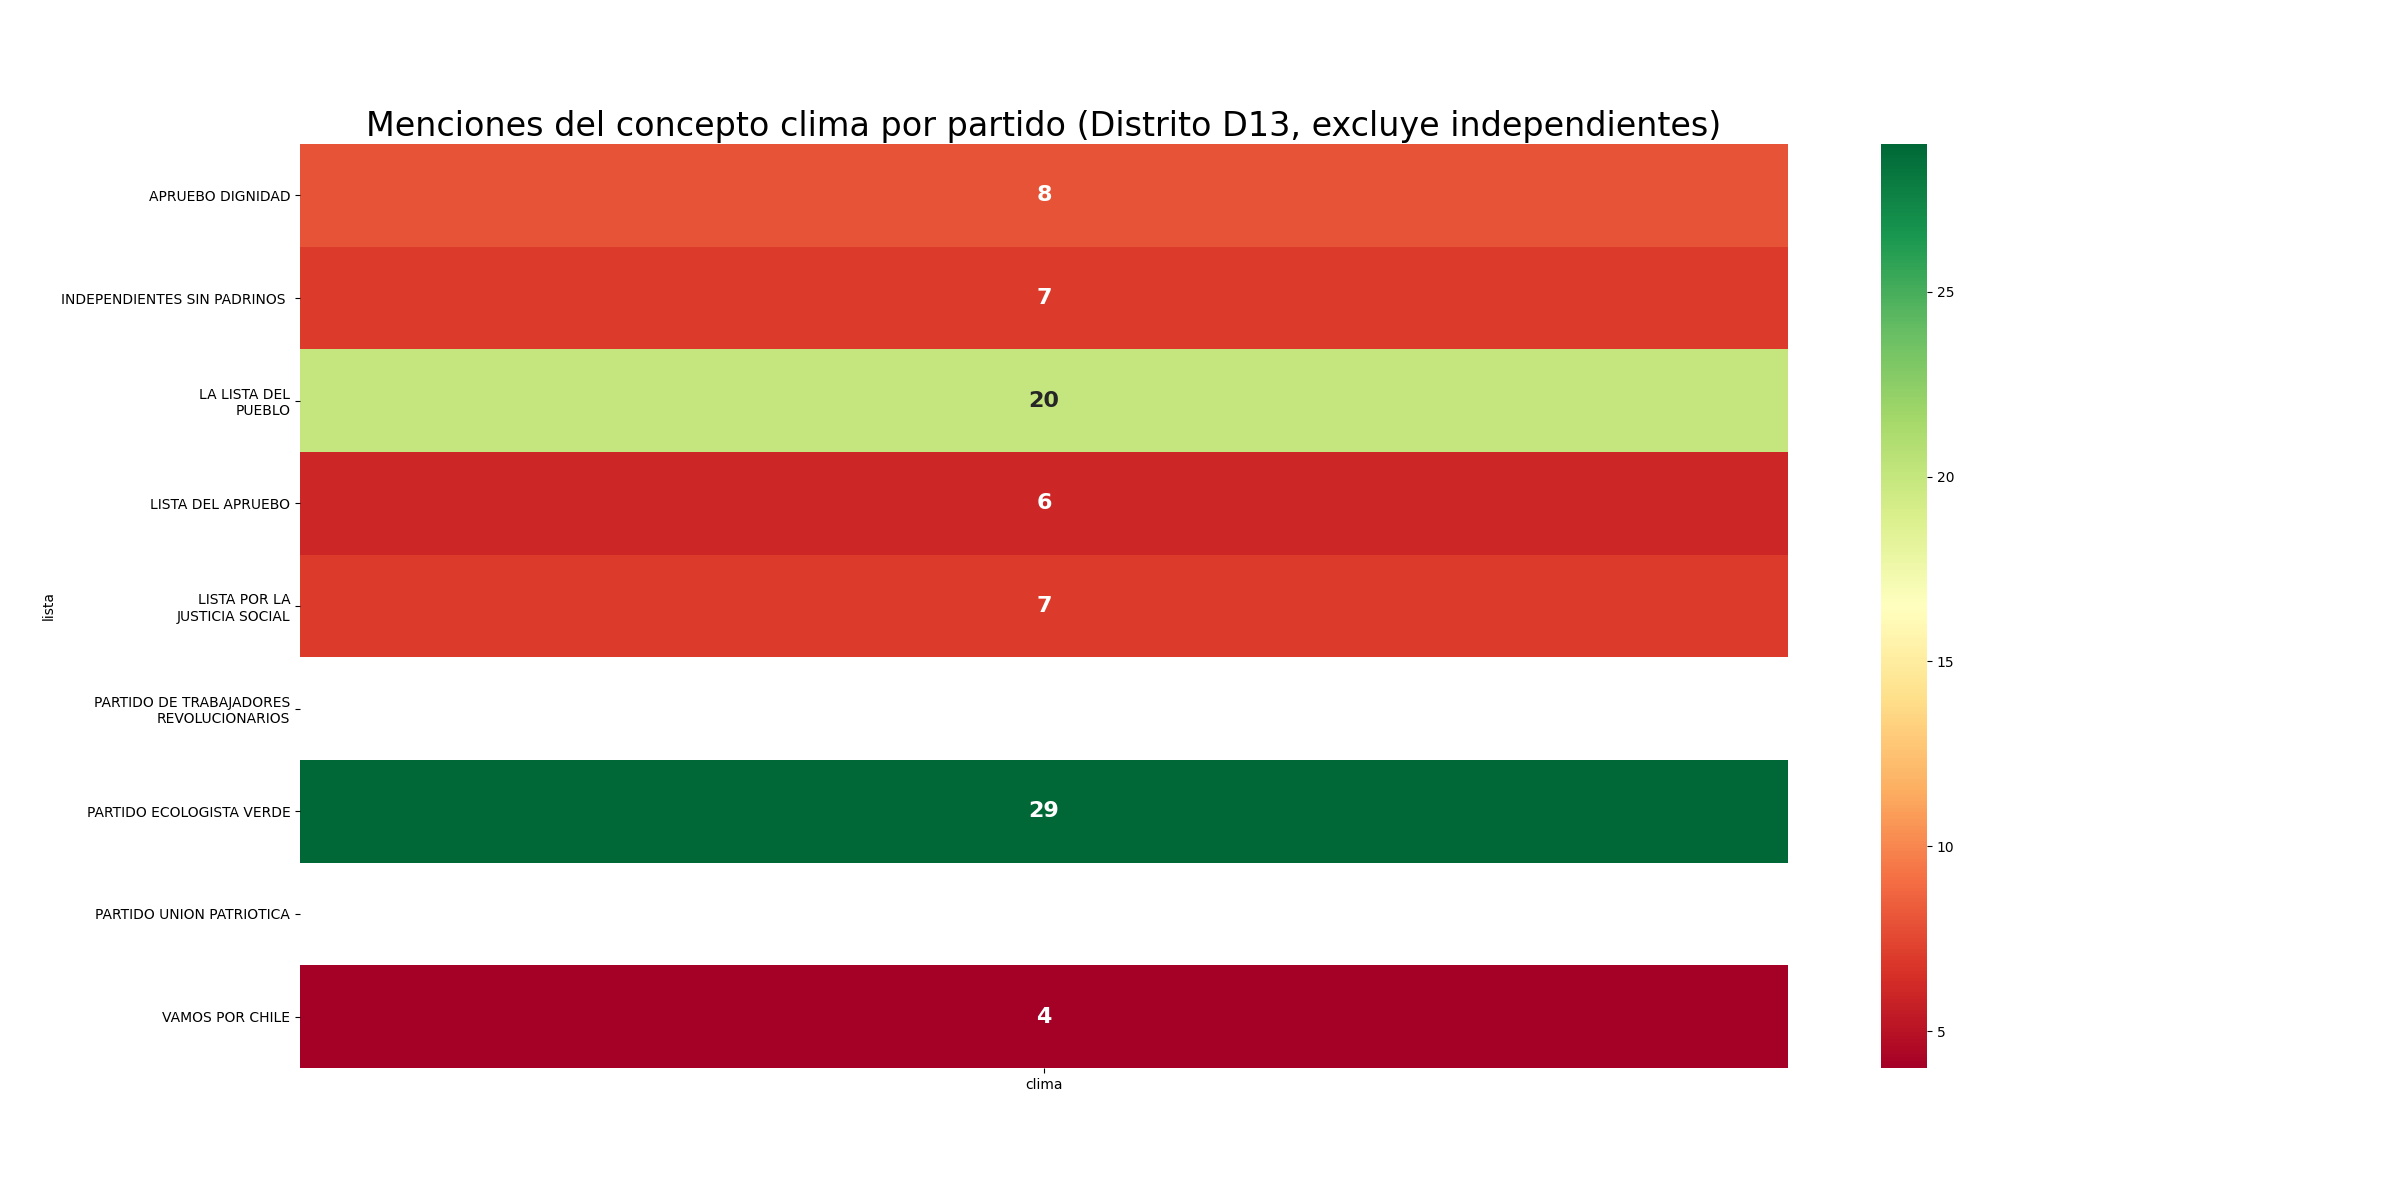 Menciones del concepto clima por partido (Distrito D13, excluye independientes)
lista
APRUEBO DIGNIDAD
8
INDEPENDIENTES SIN PADRINOS
7
LA LISTA DEL
PUEBLO
20
LISTA DEL APRUEBO
6
LISTA POR LA
JUSTICIA SOCIAL
7
PARTIDO DE TRABAJADORES
REVOLUCIONARIOS
PARTIDO ECOLOGISTA VERDE
29
PARTIDO UNION PATRIOTICA
VAMOS POR CHILE
4
clima
25
20
15
10
5